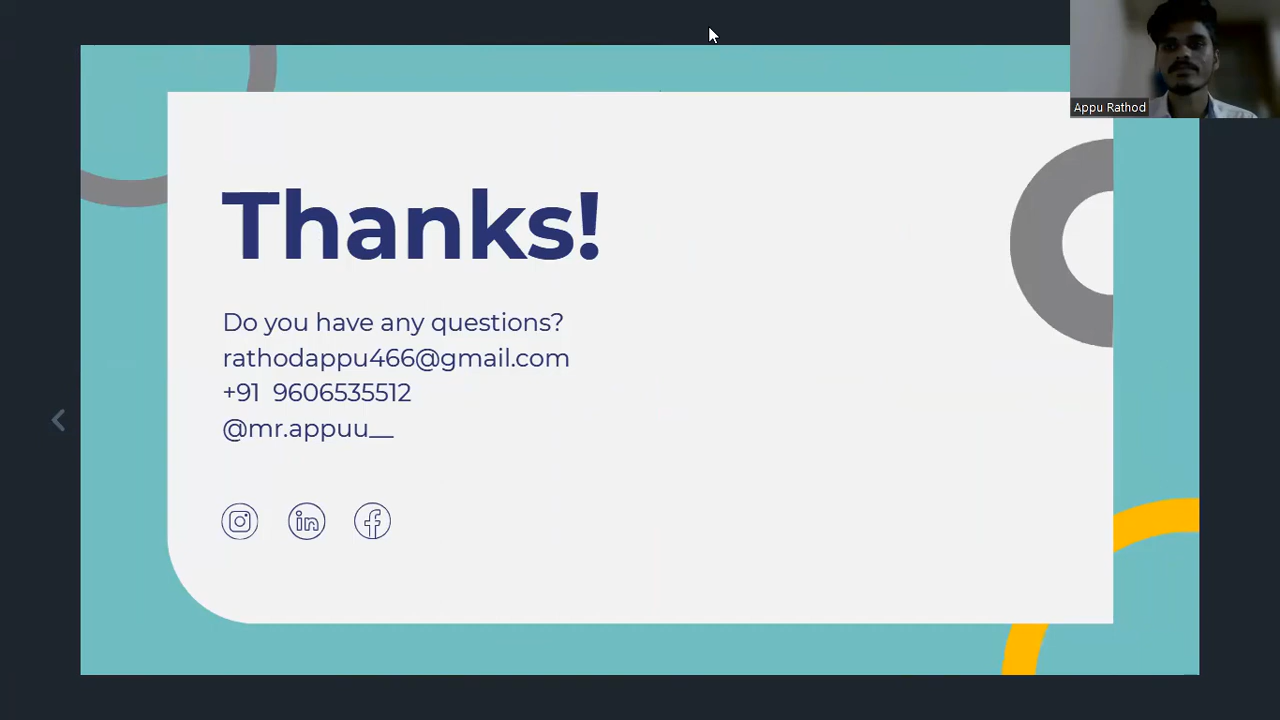 Appu Rathod
Thanks!
Do you have any questions?
rathodappu466@gmail.com
+91 9606535512
@mr.appuu__